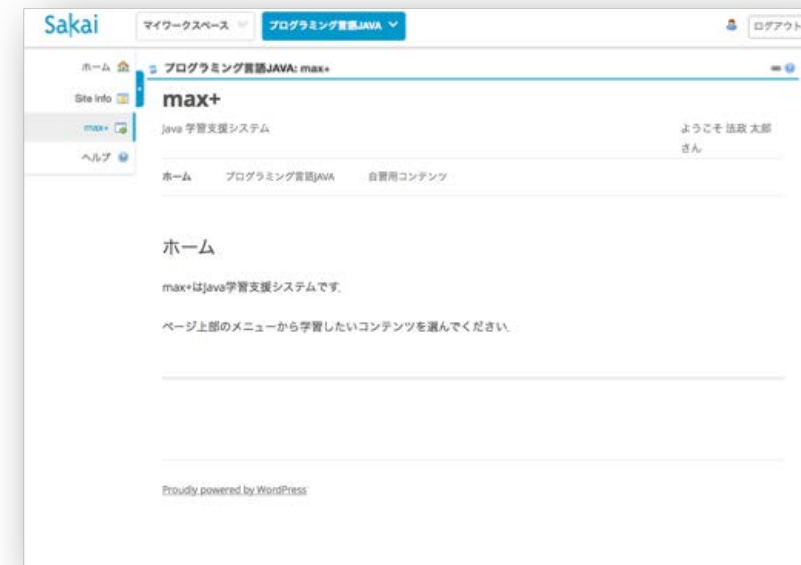 Sakai
マイワークスペース
プログラミング言語JAVA
ログアウト
ホーム
Site info
max+
ヘルプ
プログラミング言語JAVA: max+
max+
Java 学習支援システム
ようこそ 法政 太郎
さん
ホーム プログラミング言語JAVA 自習用コンテンツ
ホーム
max+はJava学習支援システムです.
ページ上部のメニューから学習したいコンテンツを選んでください.
Proudly powered by WordPress